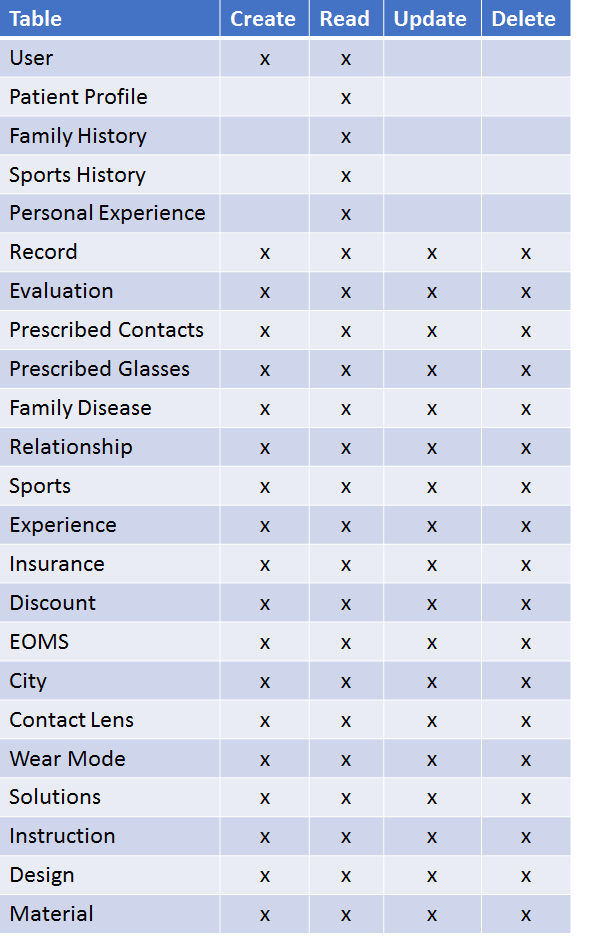 Table Create Read Update Delete
User x x
Patient Profile x
Family History x
Sports History x
Personal Experience x
Record x x x x
Evaluation x x x x
Prescribed Contacts x x x x
Prescribed Glasses x x x x
Family Disease x x x x
Relationship x x x x
Sports x x x x
Experience x x x x
Insurance x x x x
Discount x x x x
EOMS x x x x
City x x x x
Contact Lens x x x x
Wear Mode x x x x
Solutions x x x x
Instruction x x x x
Design x x x x
Material x x x x